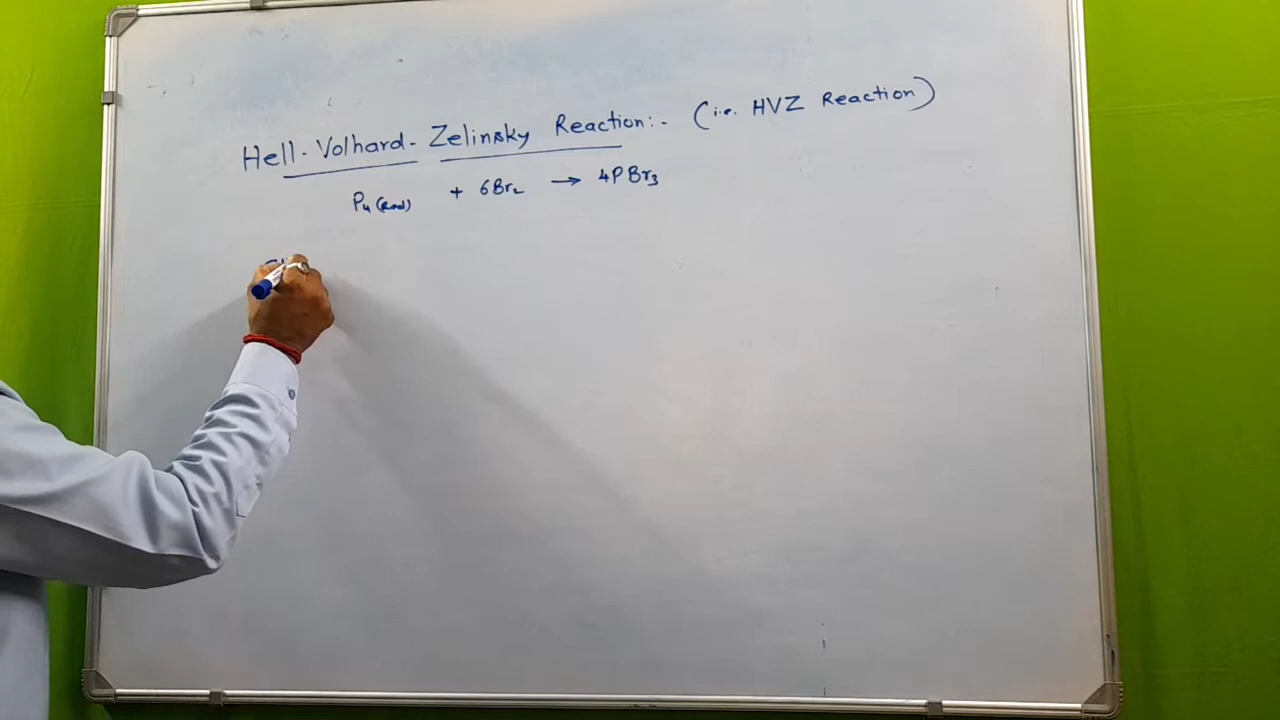 Hell-Volhard-Zelinsky Reaction:- (i.e. HVZ Reaction)
P₄(Red) + 6Br₂ → 4PBr₃